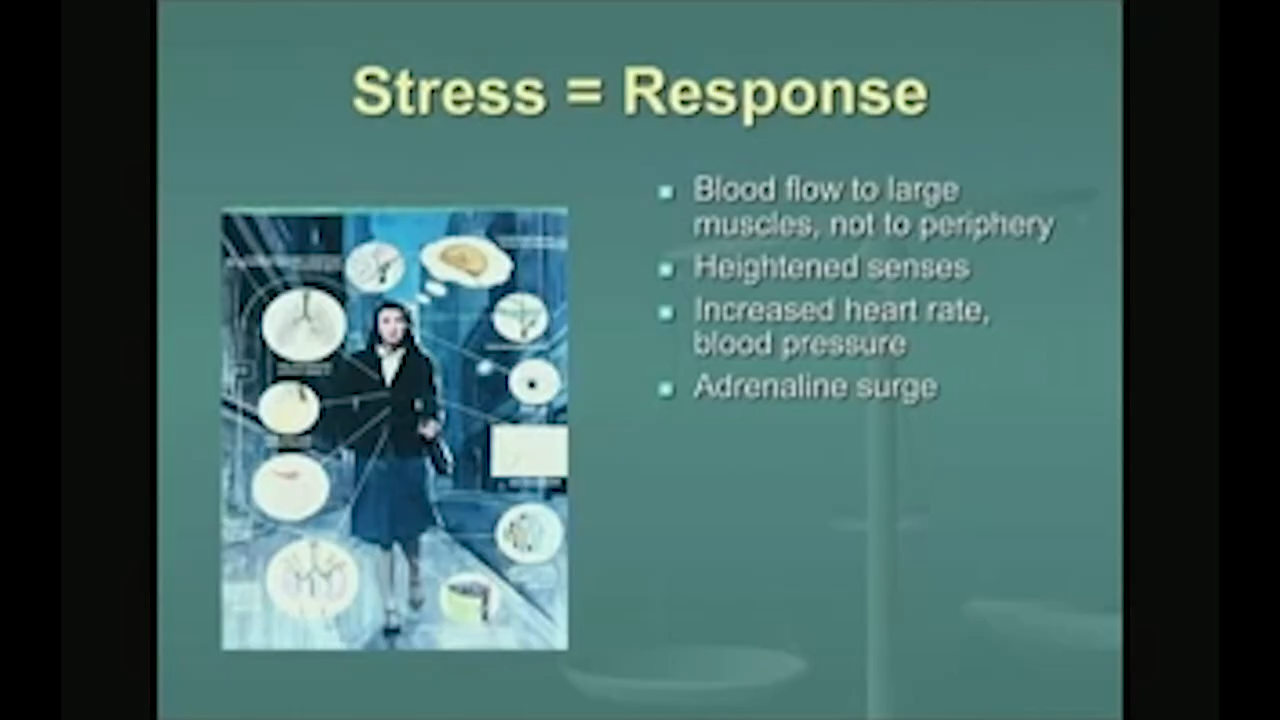 Stress = Response
Blood flow to large
muscles, not to periphery
Heightened senses
Increased heart rate,
blood pressure
Adrenaline surge